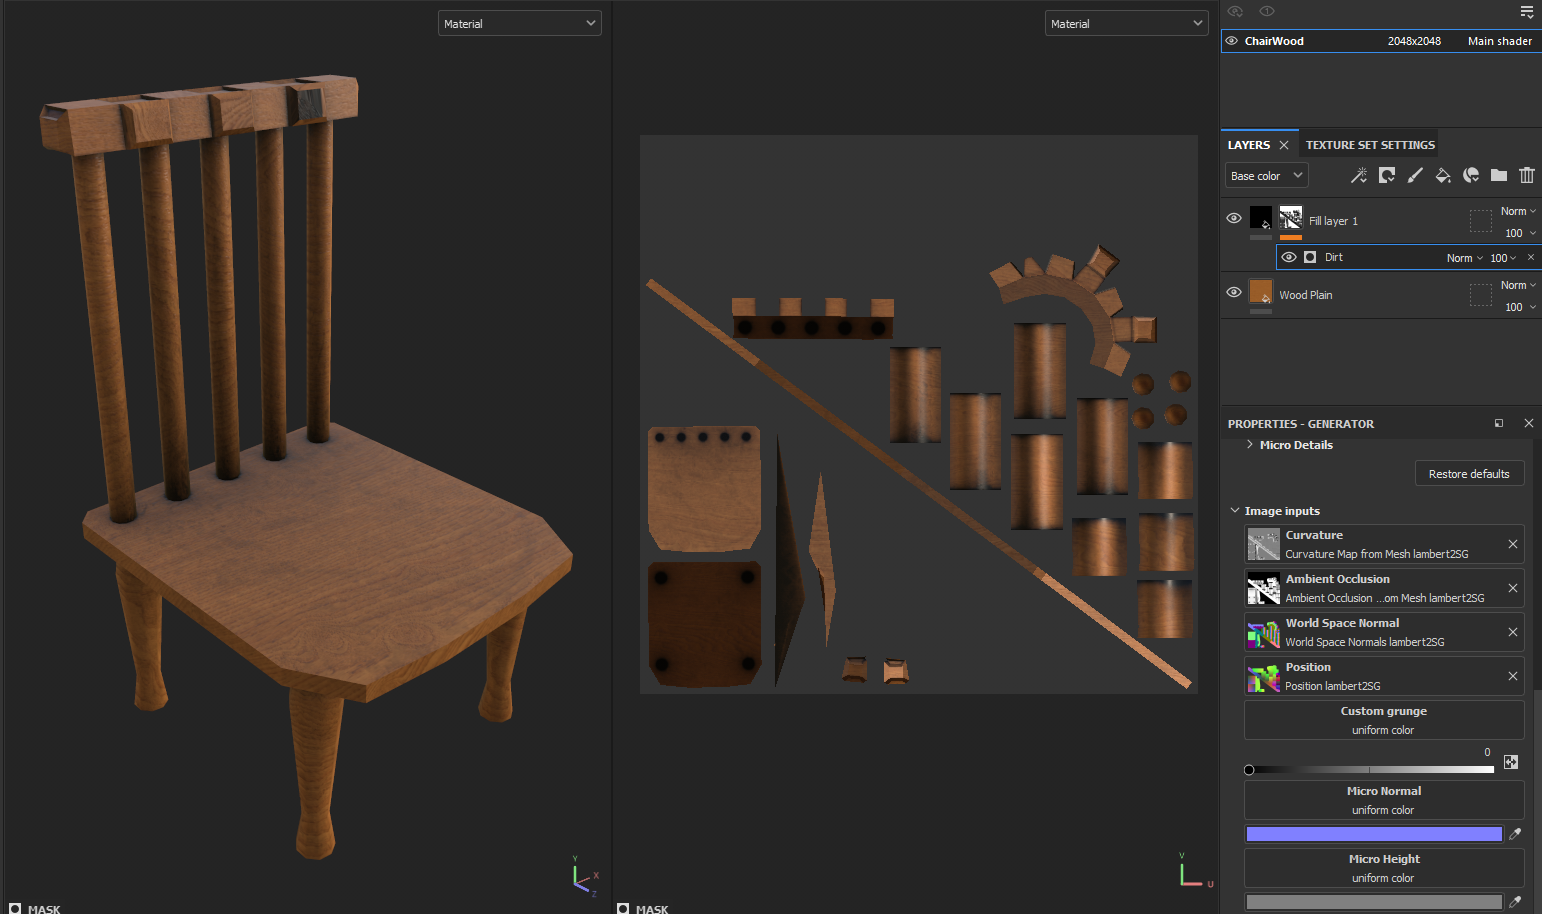 Material
Material
ChairWood 2048x2048 Main shader
LAYERS TEXTURE SET SETTINGS
Base color
Fill layer 1 Norm
100
Dirt Norm 100
Wood Plain Norm
100
PROPERTIES - GENERATOR
Micro Details
Restore defaults
Image inputs
Curvature
Curvature Map from Mesh lambert2SG
Ambient Occlusion
Ambient Occlusion ...om Mesh lambert2SG
World Space Normal
World Space Normals lambert2SG
Position
Position lambert2SG
Custom grunge
uniform color
0
Micro Normal
uniform color
Micro Height
uniform color
Y
X
Z
V
U
MASK
MASK